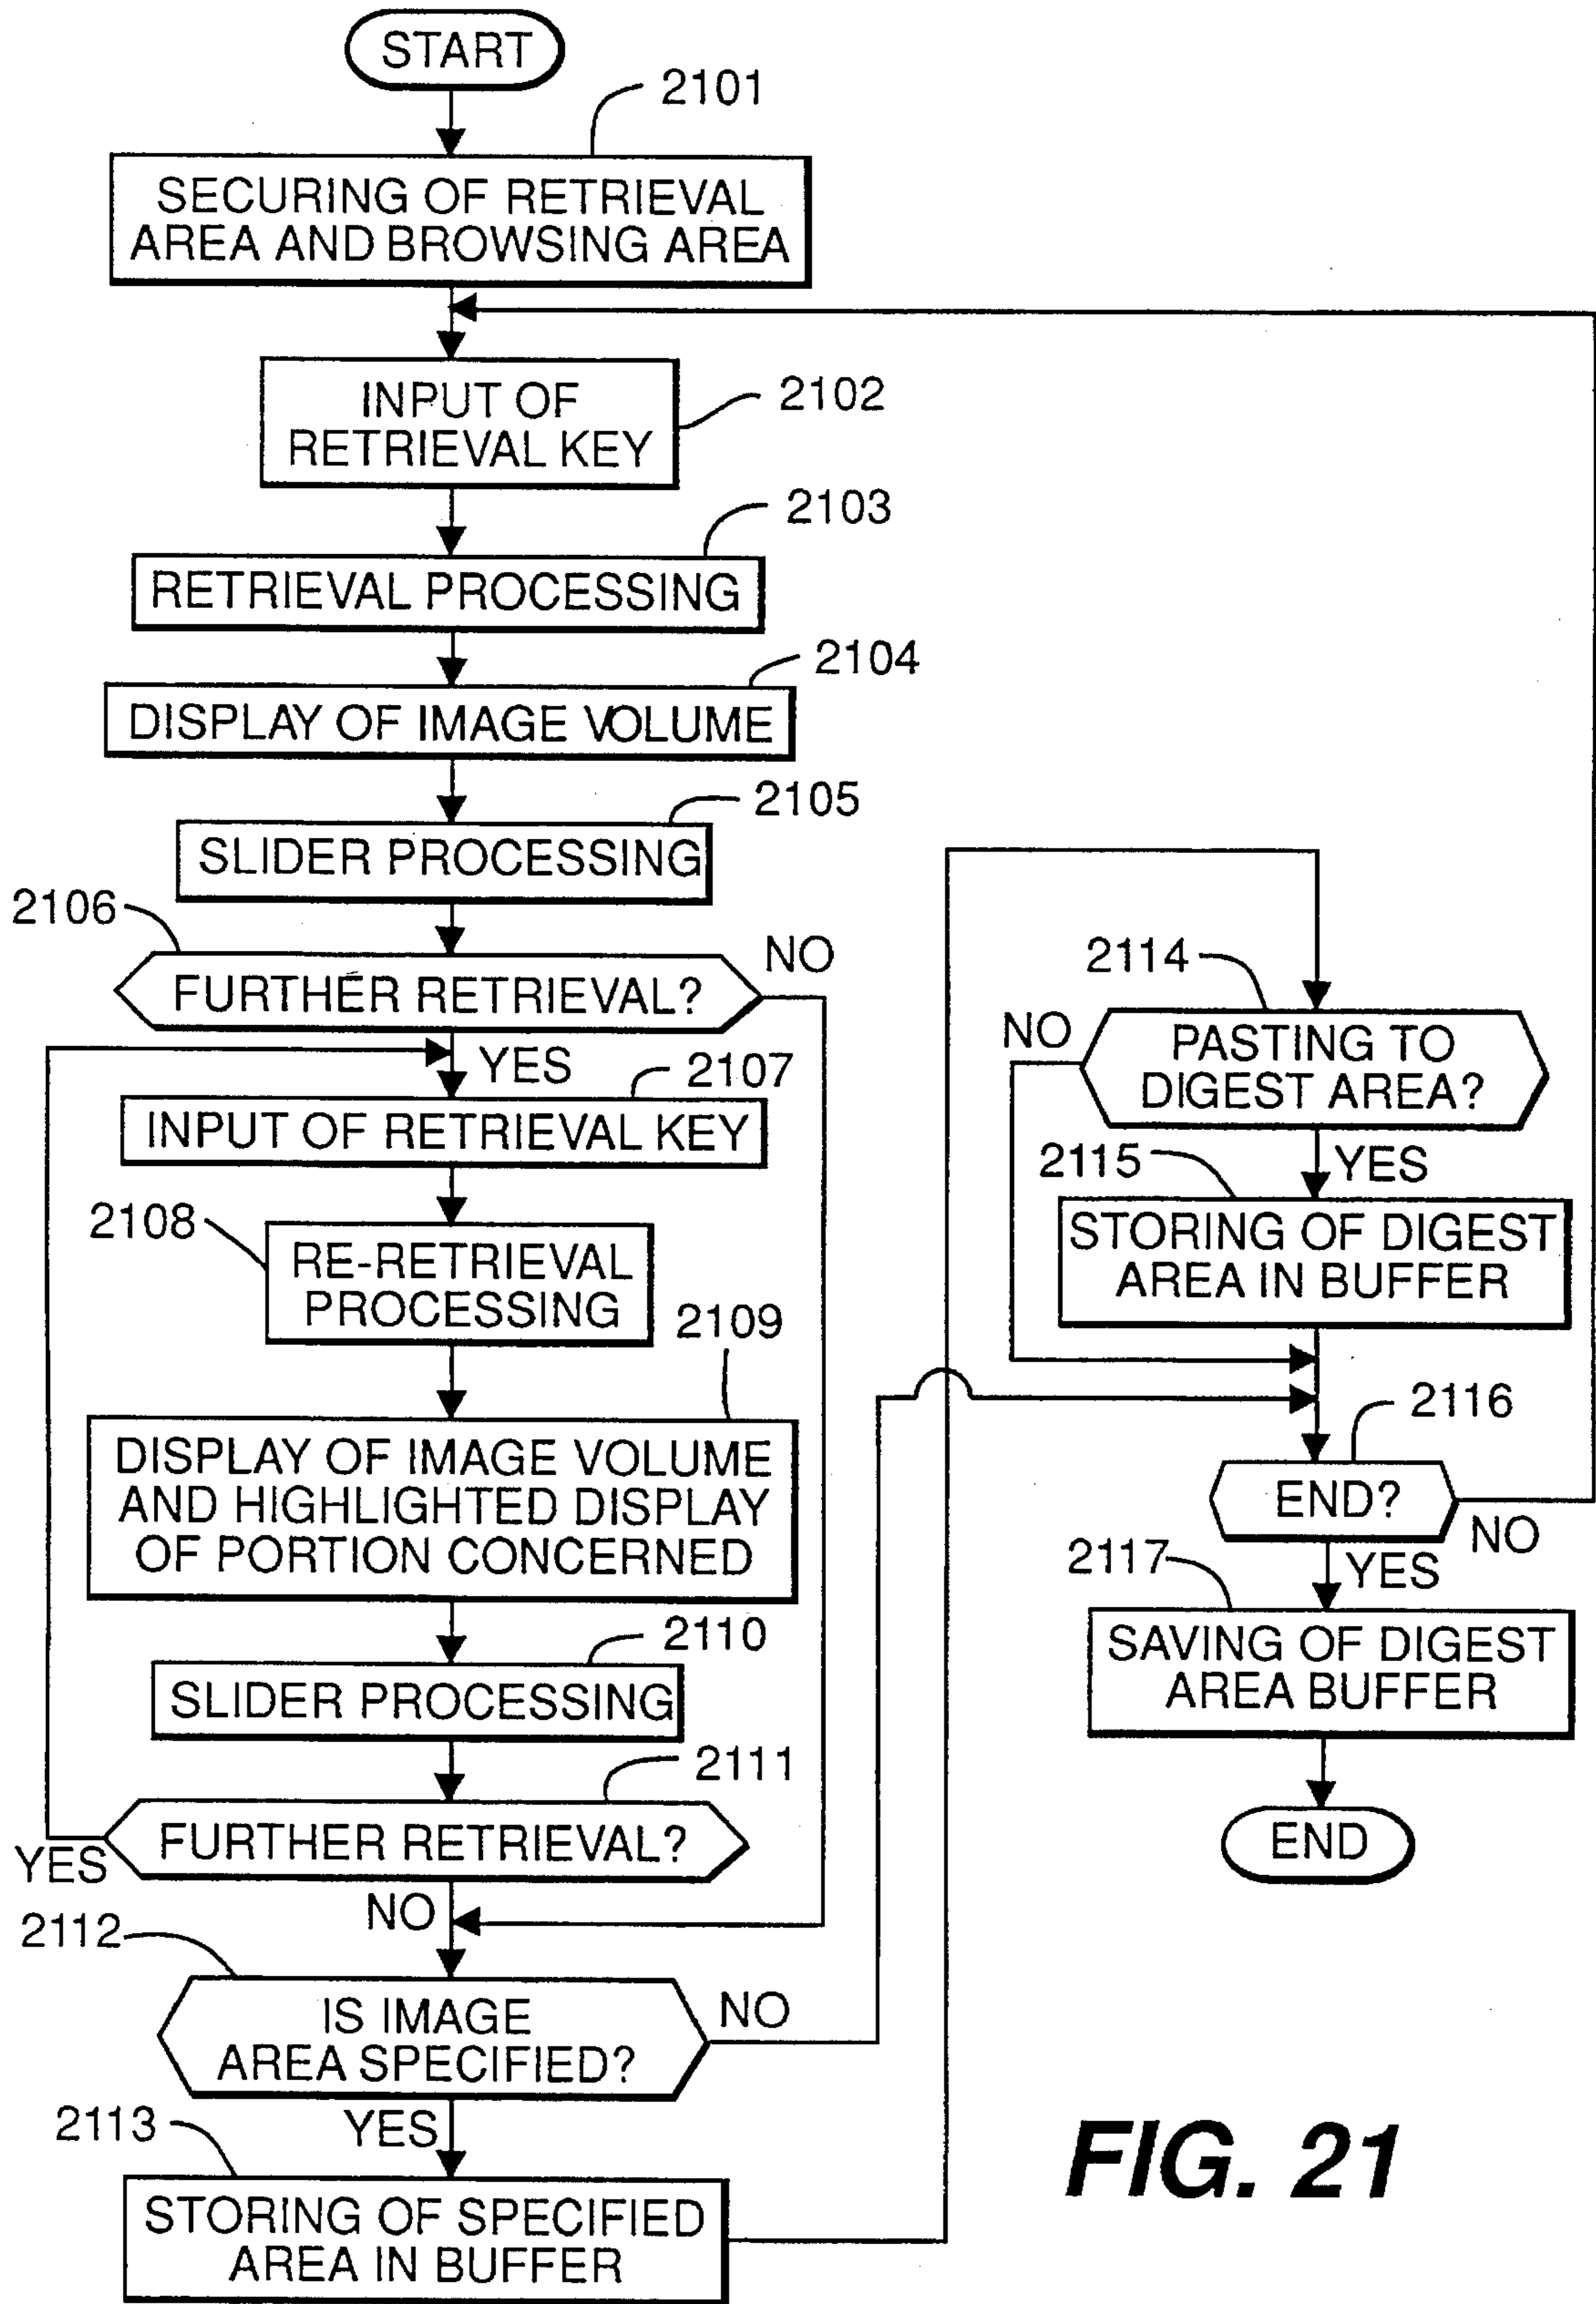 START
2101
SECURING OF RETRIEVAL
AREA AND BROWSING AREA
INPUT OF
RETRIEVAL KEY
2102
2103
RETRIEVAL PROCESSING
2104
DISPLAY OF IMAGE VOLUME
2105
SLIDER PROCESSING
2106
FURTHER RETRIEVAL?
NO
YES
2107
INPUT OF RETRIEVAL KEY
2108
RE-RETRIEVAL
PROCESSING
2109
DISPLAY OF IMAGE VOLUME
AND HIGHLIGHTED DISPLAY
OF PORTION CONCERNED
2110
SLIDER PROCESSING
2111
FURTHER RETRIEVAL?
YES
NO
2112
IS IMAGE
AREA SPECIFIED?
NO
YES
2113
STORING OF SPECIFIED
AREA IN BUFFER
2114
NO
PASTING TO
DIGEST AREA?
YES
2115
STORING OF DIGEST
AREA IN BUFFER
2116
END?
NO
YES
2117
SAVING OF DIGEST
AREA BUFFER
END
FIG. 21